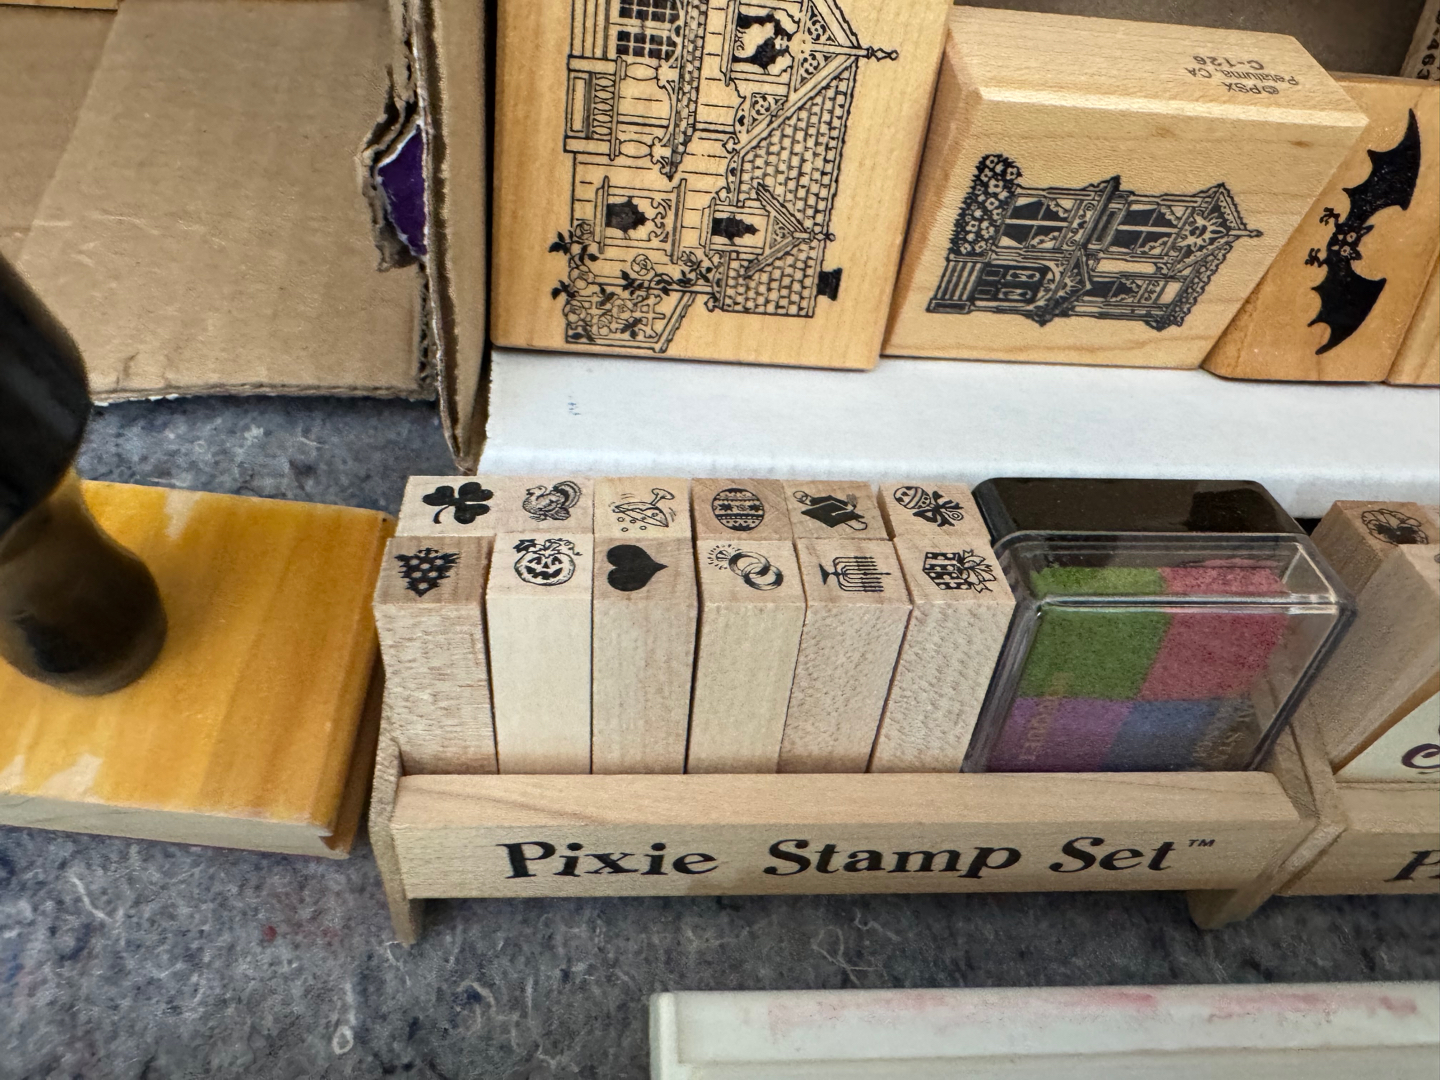 ©PSX
Petaluma, CA
C-126
Pixie Stamp Set™